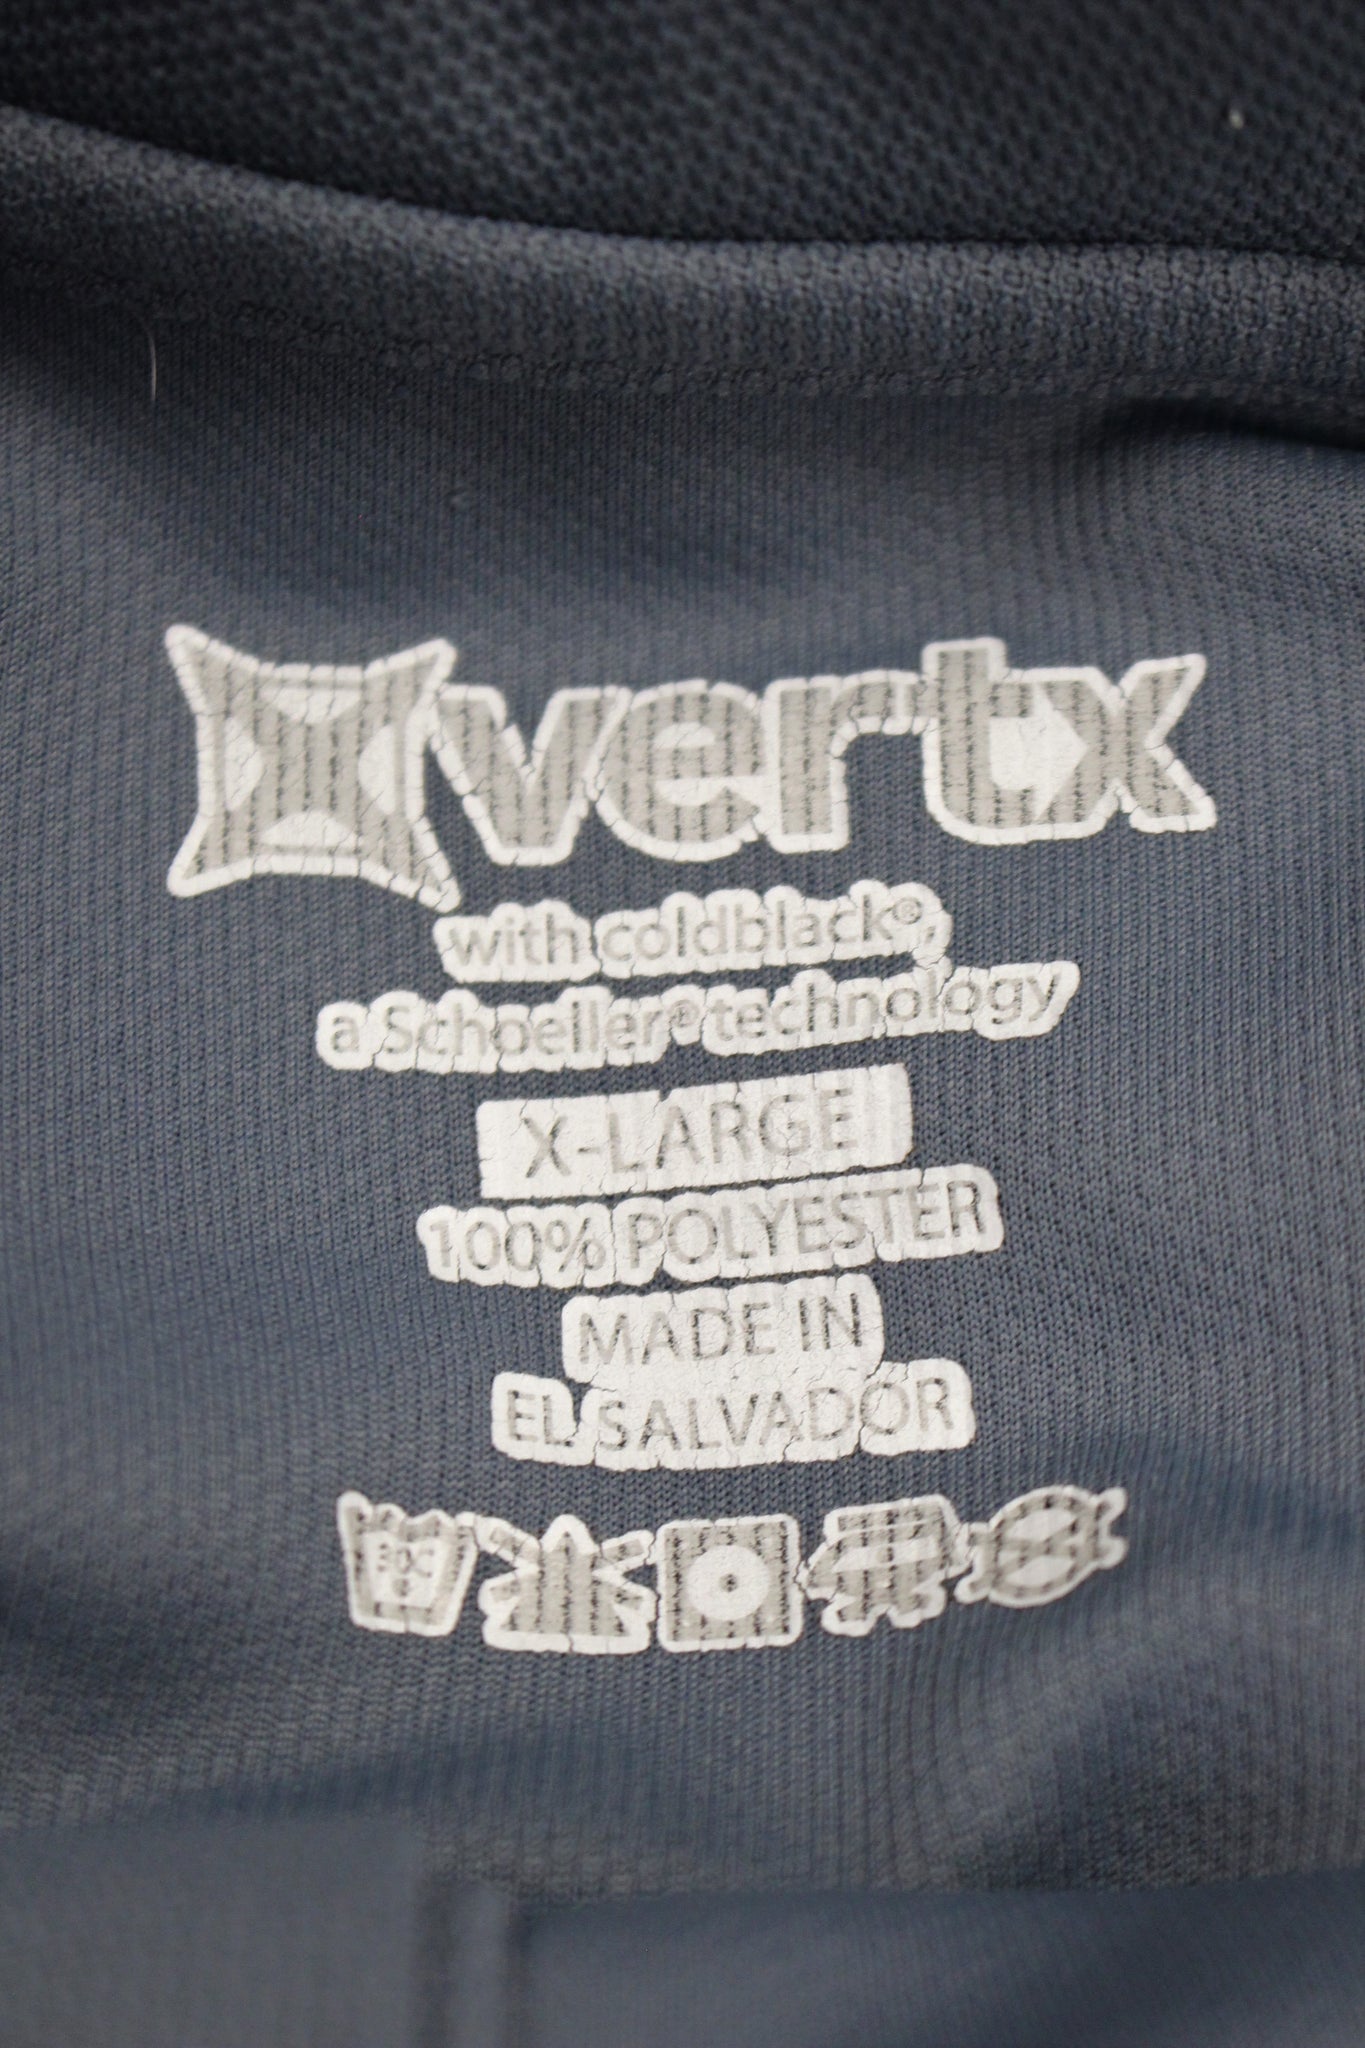 vertx
with coldblack®,
a Schoeller® technology
X-LARGE
100% POLYESTER
MADE IN
EL SALVADOR